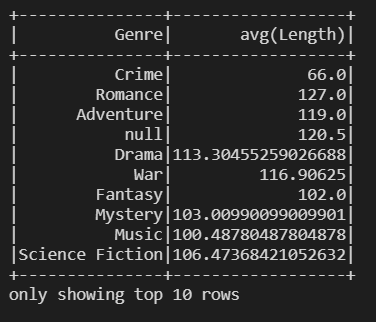 +---------------+------------------+
|          Genre|       avg(Length)|
+---------------+------------------+
|          Crime|              66.0|
|        Romance|             127.0|
|      Adventure|             119.0|
|           null|             120.5|
|          Drama|113.30455259026688|
|            War|         116.90625|
|        Fantasy|             102.0|
|        Mystery|103.00990099009901|
|          Music|100.48780487804878|
|Science Fiction|106.47368421052632|
+---------------+------------------+
only showing top 10 rows